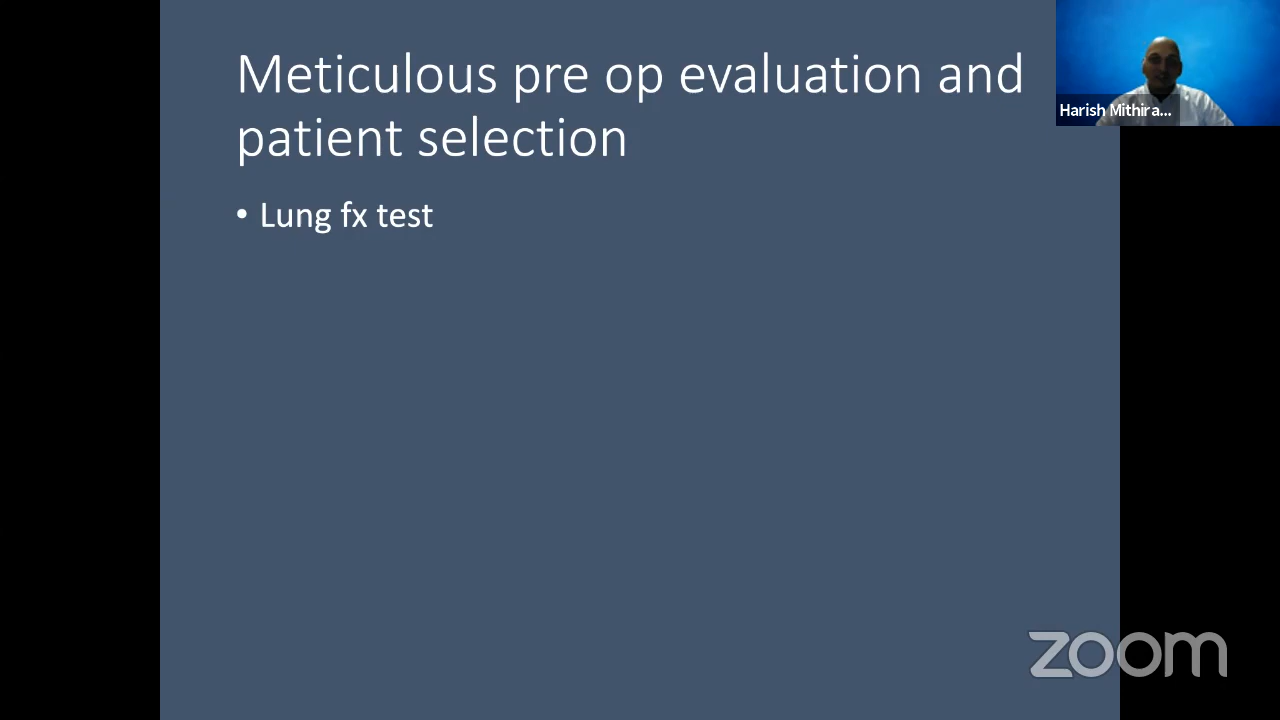 Meticulous pre op evaluation and
patient selection
• Lung fx test
Harish Mithira...
zoom